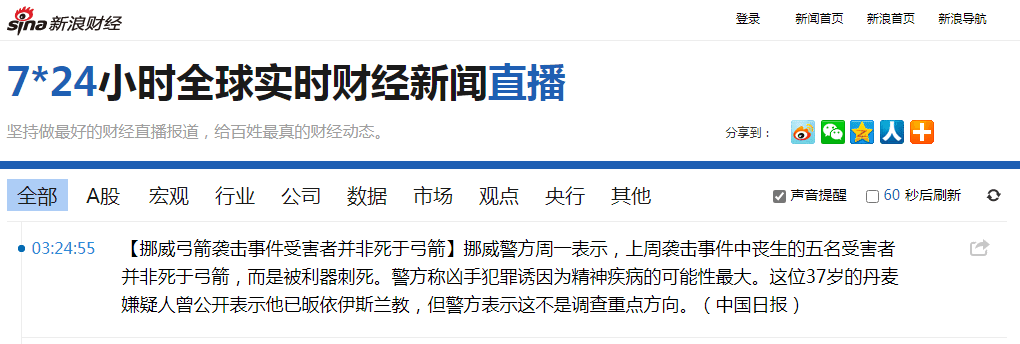 sina 新浪财经
登录 新闻首页 新浪首页 新浪导航
7*24小时全球实时财经新闻直播
坚持做最好的财经直播报道，给百姓最真的财经动态。
分享到：
全部 A股 宏观 行业 公司 数据 市场 观点 央行 其他
声音提醒 60 秒后刷新
03:24:55 【挪威弓箭袭击事件受害者并非死于弓箭】挪威警方周一表示，上周袭击事件中丧生的五名受害者
并非死于弓箭，而是被利器刺死。警方称凶手犯罪诱因为精神疾病的可能性最大。这位37岁的丹麦
嫌疑人曾公开表示他已皈依伊斯兰教，但警方表示这不是调查重点方向。（中国日报）